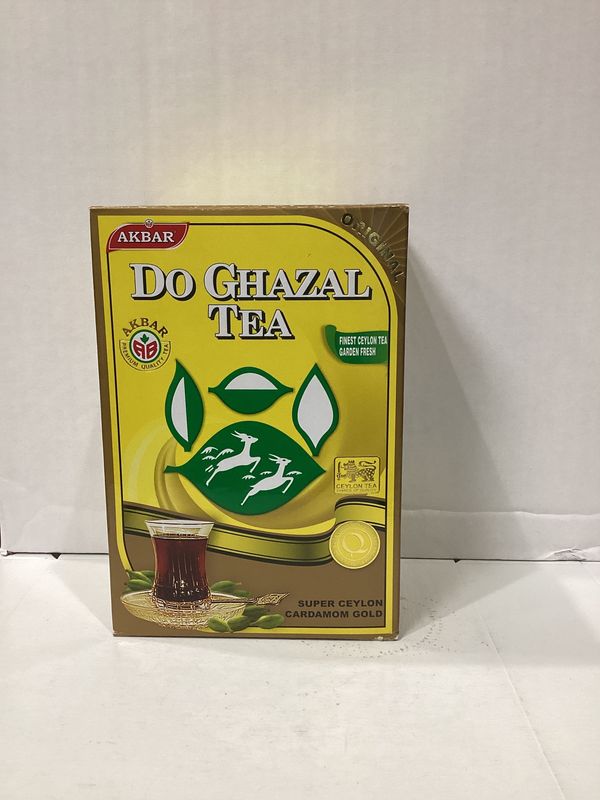 AKBAR
ORIGINAL
DO GHAZAL
TEA
AKBAR
AB
PREMIUM QUALITY TEA
FINEST CEYLON TEA
GARDEN FRESH
CEYLON TEA
SUPER CEYLON
CARDAMOM GOLD